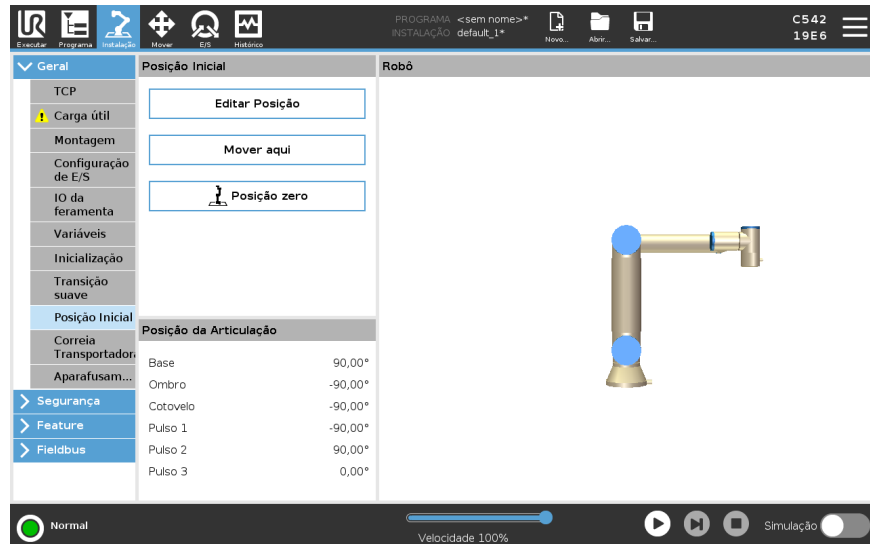 UR
Executar
Programa
Instalação
Mover
E/S
Histórico
PROGRAMA <sem nome>*
INSTALAÇÃO default_1*
Novo...
Abrir...
Salvar...
C542
19E6
Geral
TCP
Carga útil
Montagem
Configuração
de E/S
IO da
ferramenta
Variáveis
Inicialização
Transição
suave
Posição Inicial
Correia
Transportadora
Aparafusam...
Segurança
Feature
Fieldbus
Posição Inicial
Editar Posição
Mover aqui
Posição zero
Posição da Articulação
Base 90,00°
Ombro -90,00°
Cotovelo -90,00°
Pulso 1 -90,00°
Pulso 2 90,00°
Pulso 3 0,00°
Robô
Normal
Velocidade 100%
Simulação